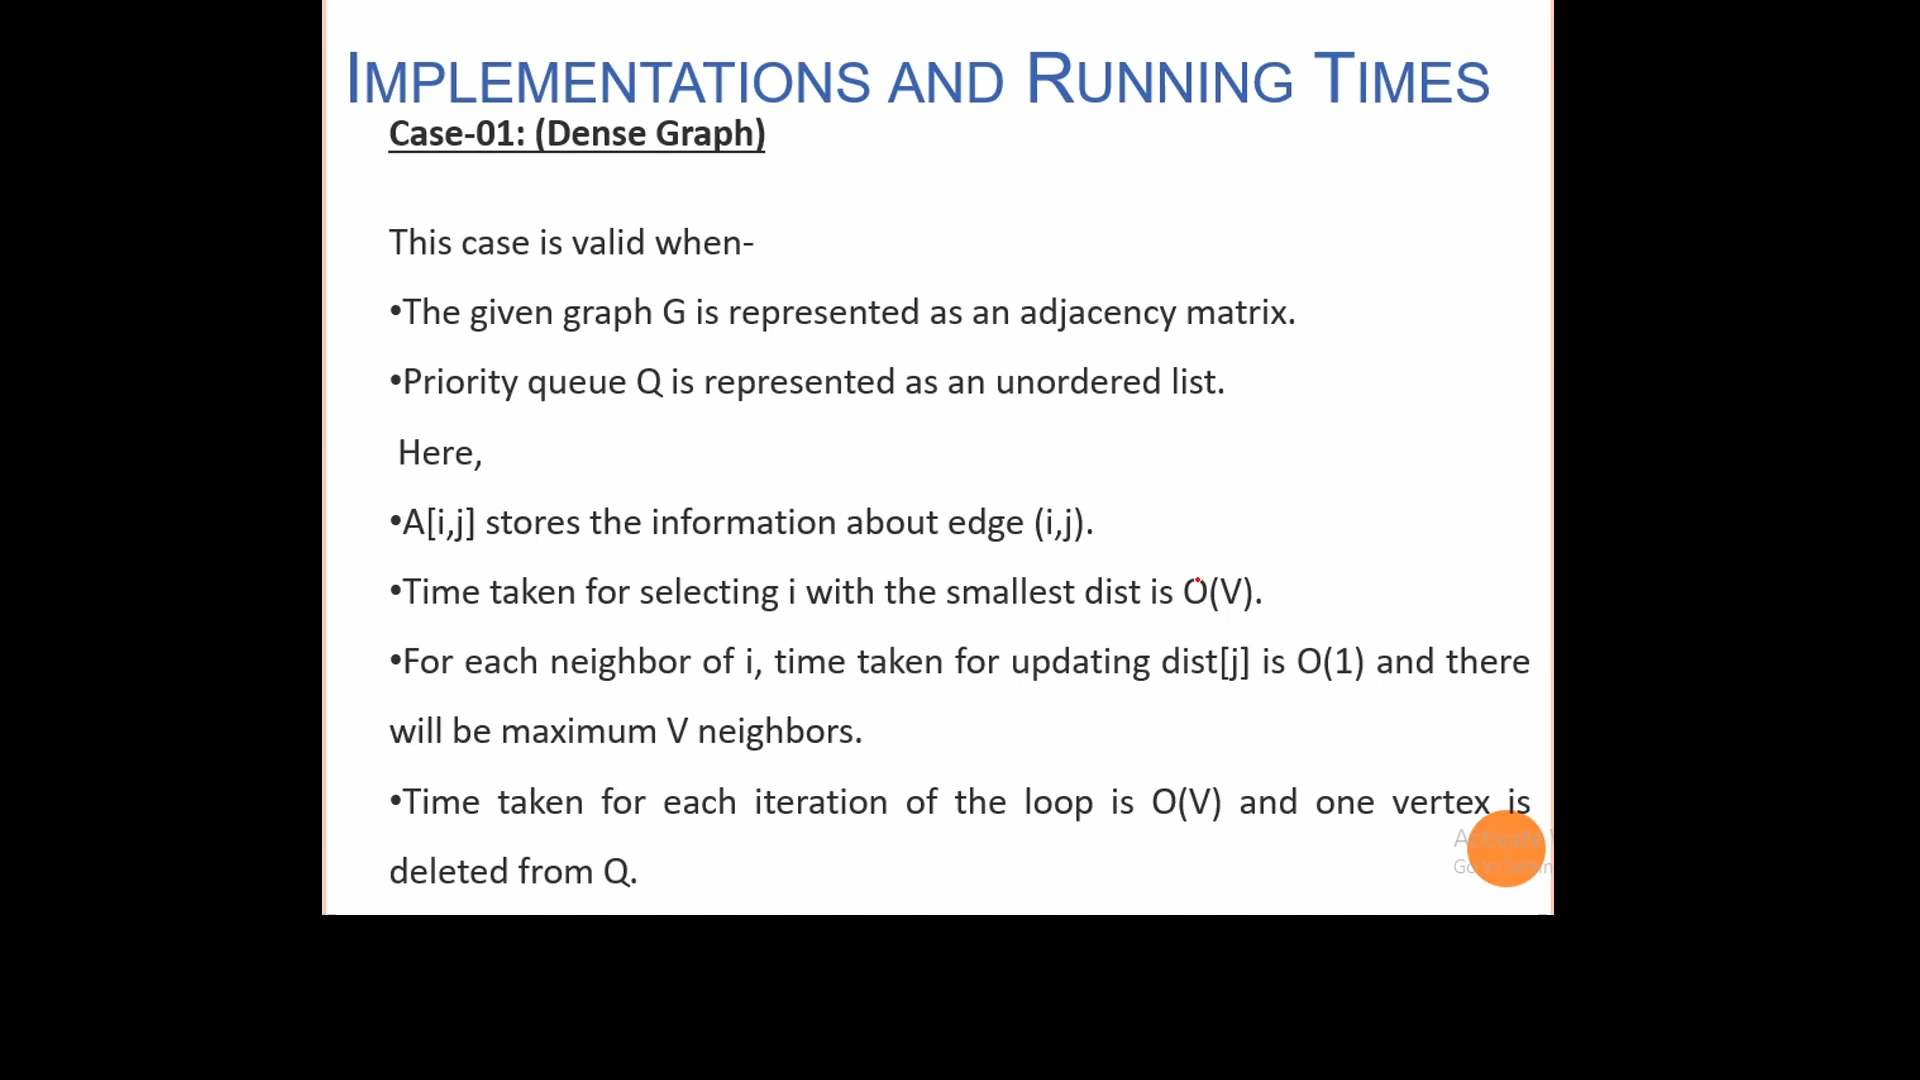 IMPLEMENTATIONS AND RUNNING TIMES
Case-01: (Dense Graph)
This case is valid when-
•The given graph G is represented as an adjacency matrix.
•Priority queue Q is represented as an unordered list.
Here,
•A[i,j] stores the information about edge (i,j).
•Time taken for selecting i with the smallest dist is O(V).
•For each neighbor of i, time taken for updating dist[j] is O(1) and there
will be maximum V neighbors.
•Time taken for each iteration of the loop is O(V) and one vertex is
deleted from Q.
Activate